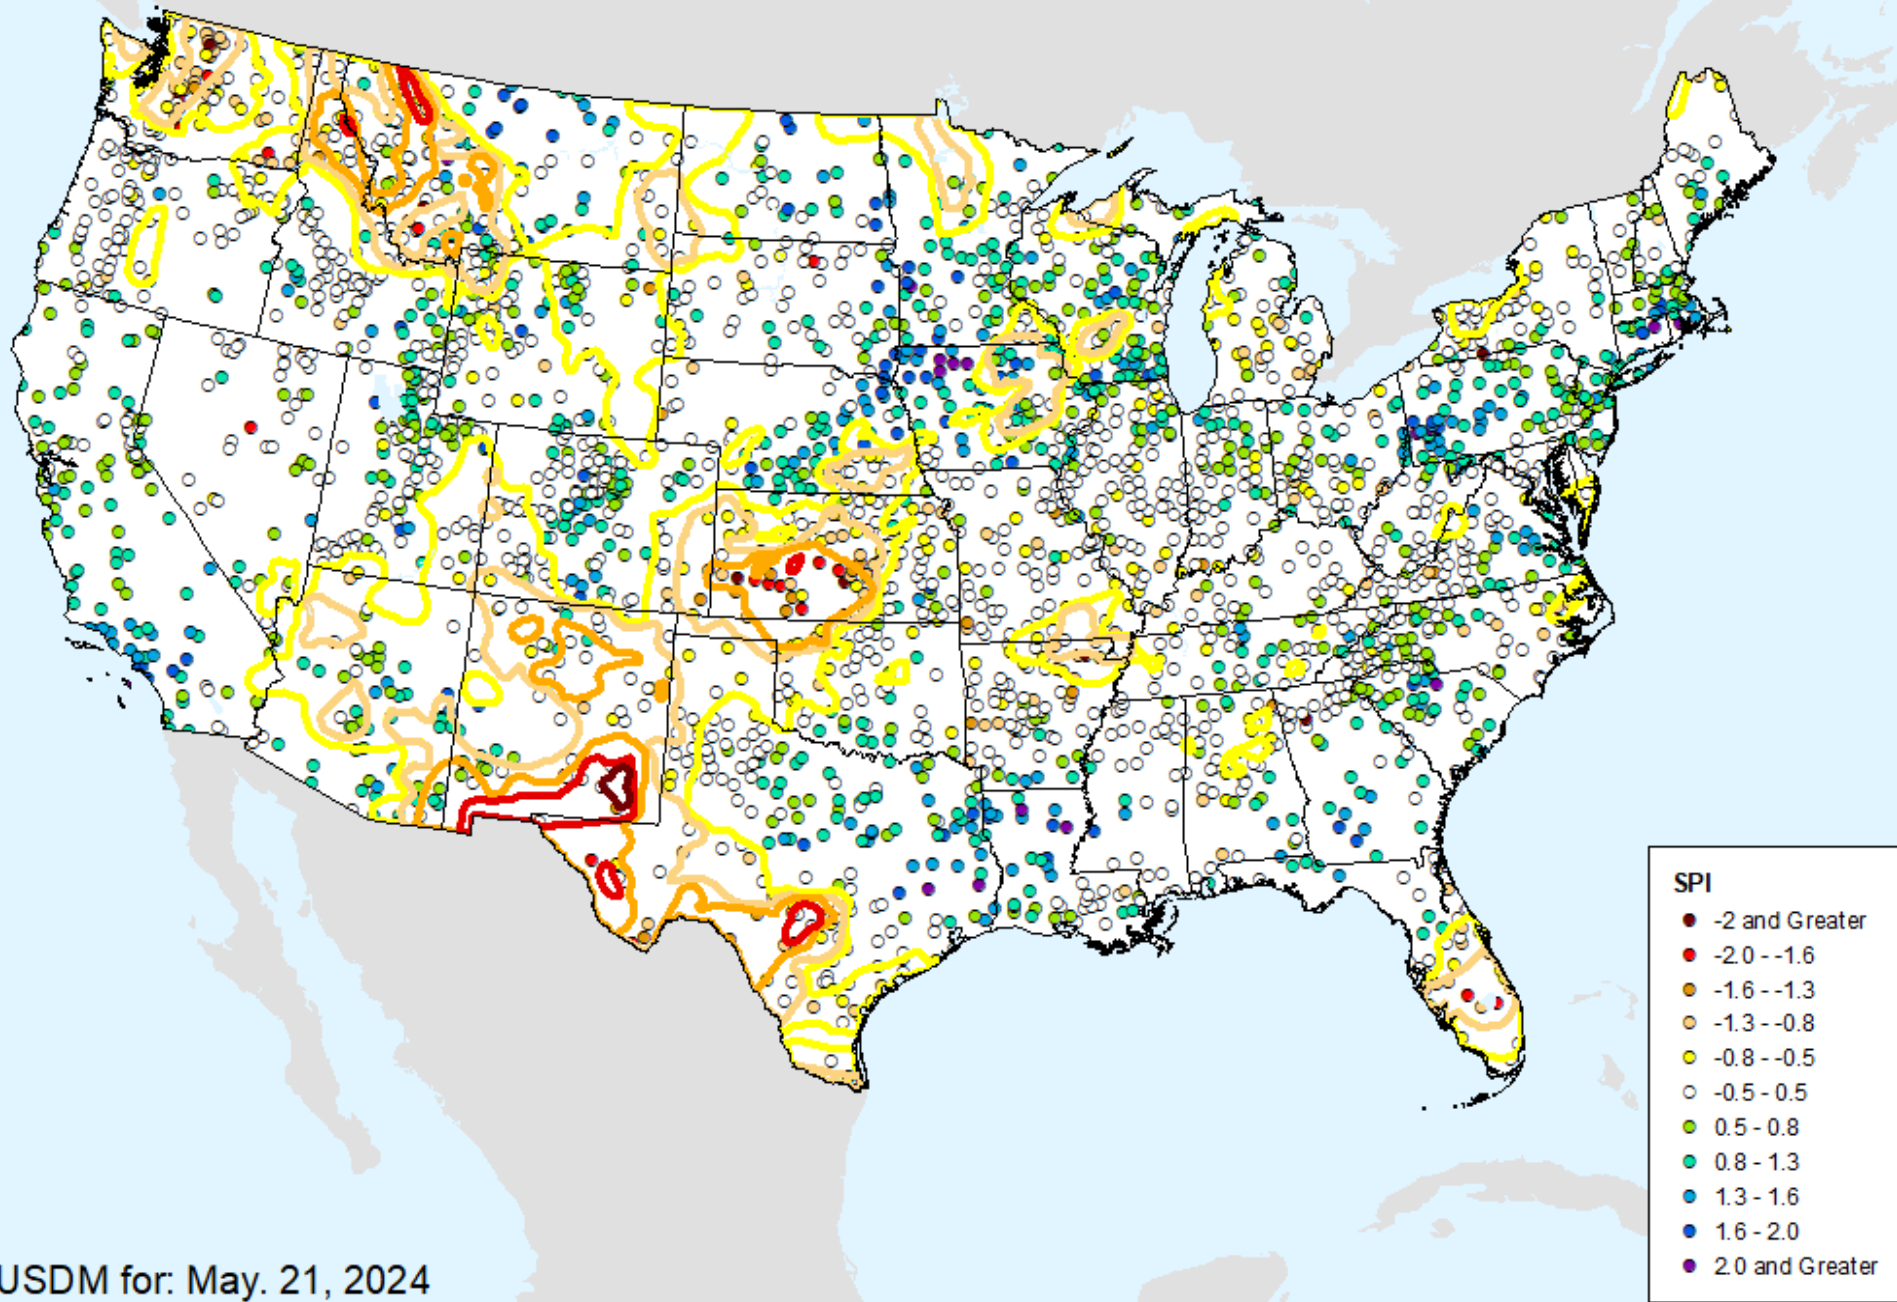 SPI
-2 and Greater
-2.0 - -1.6
-1.6 - -1.3
-1.3 - -0.8
-0.8 - -0.5
-0.5 - 0.5
0.5 - 0.8
0.8 - 1.3
1.3 - 1.6
1.6 - 2.0
2.0 and Greater
USDM for: May. 21, 2024